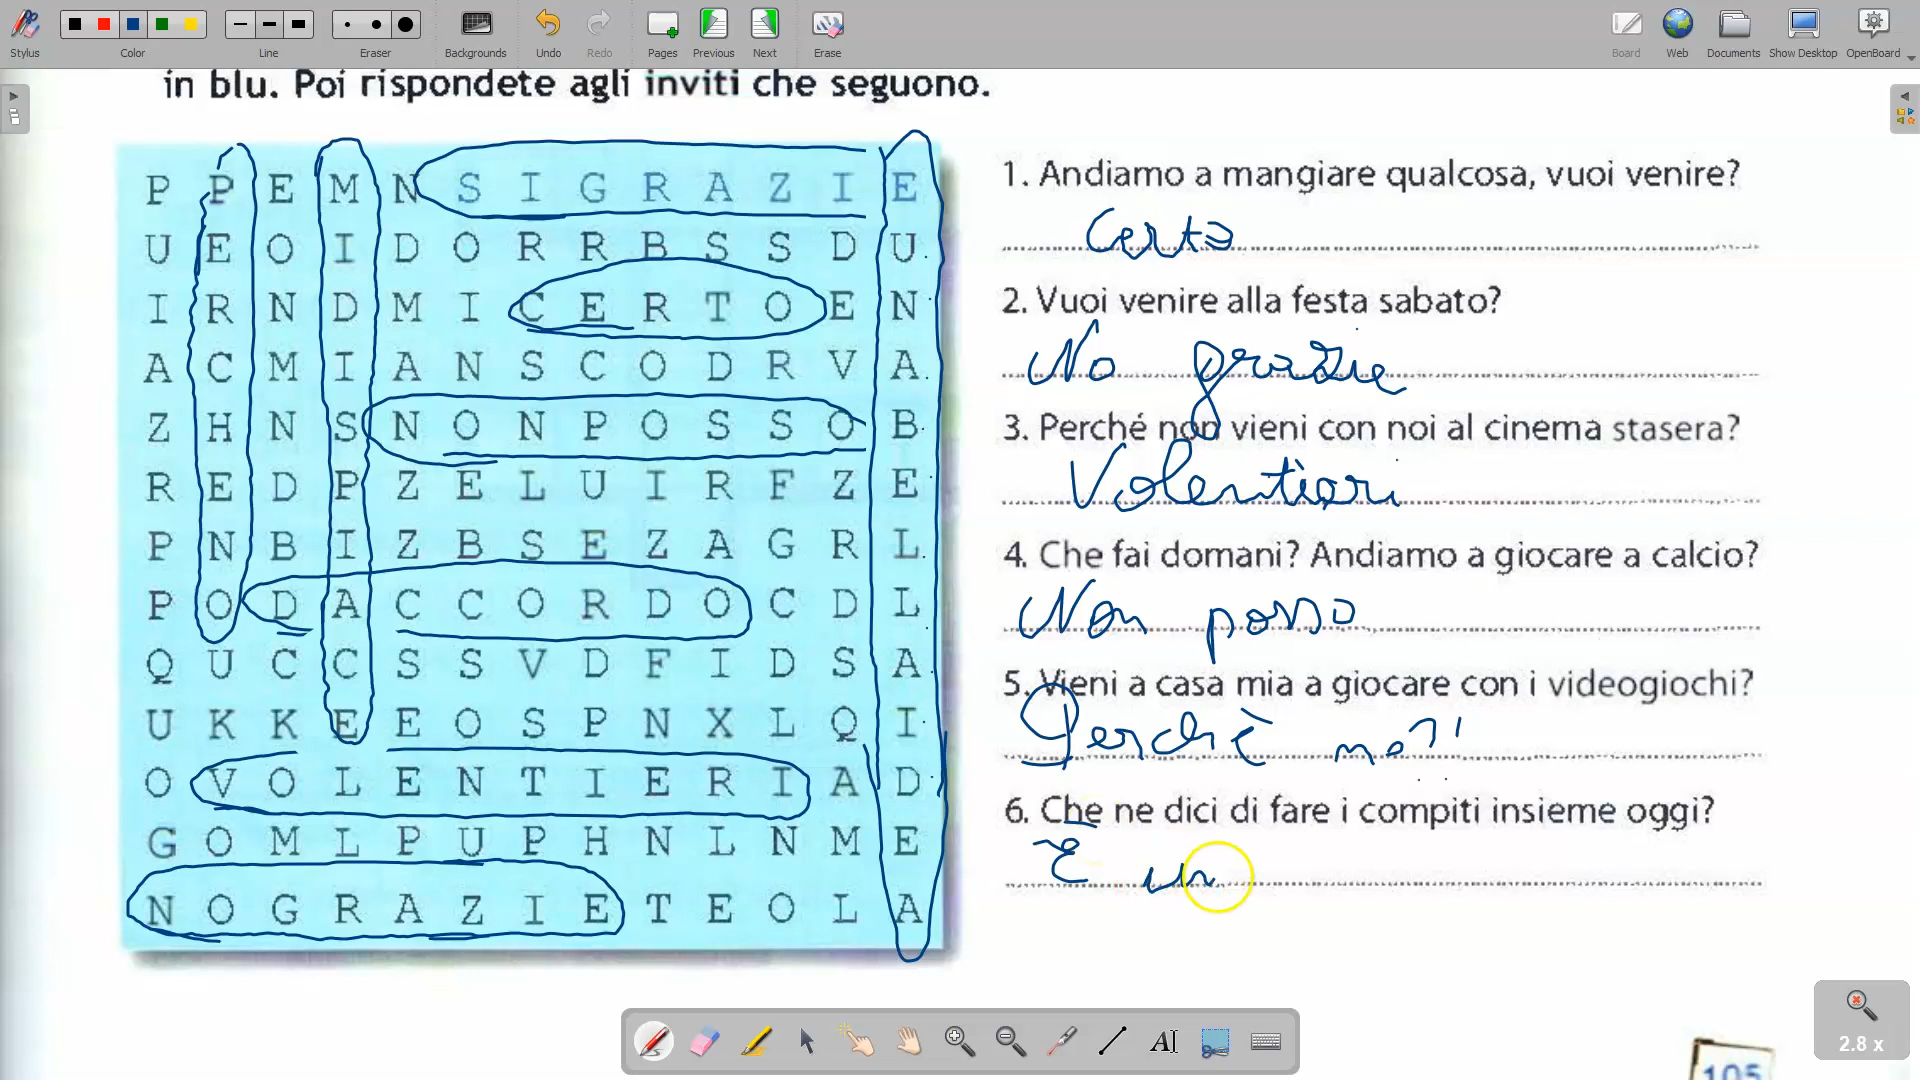 Stylus
Color
Line
Eraser
Backgrounds
Undo
Redo
Pages
Previous
Next
Erase
Board
Web
Documents
Show Desktop
OpenBoard
in blu. Poi rispondete agli inviti che seguono.
P P E M N S I G R A Z I E
U E O I D O R R B S S D U
I R N D M I C E R T O E N
A C M I A N S C O D R V A
Z H N S N O N P O S S O B
R E D P Z E L U I R F Z E
P N B I Z B S E Z A G R L
P O D A C C O R D O C D L
Q U C C S S V D F I D S A
U K K E E O S P N X L Q I
O V O L E N T I E R I A D
G O M L P U P H N L N M E
N O G R A Z I E T E O L A
1. Andiamo a mangiare qualcosa, vuoi venire?
Certo
2. Vuoi venire alla festa sabato?
No grazie
3. Perché non vieni con noi al cinema stasera?
Volentieri
4. Che fai domani? Andiamo a giocare a calcio?
Non posso
5. Vieni a casa mia a giocare con i videogiochi?
Perchè no?!
6. Che ne dici di fare i compiti insieme oggi?
È un
105
AI
2.8 x